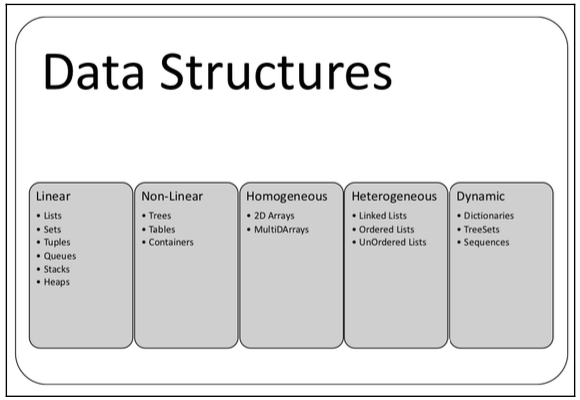 Data Structures
Linear
• Lists
• Sets
• Tuples
• Queues
• Stacks
• Heaps
Non-Linear
• Trees
• Tables
• Containers
Homogeneous
• 2D Arrays
• MultiDArrays
Heterogeneous
• Linked Lists
• Ordered Lists
• UnOrdered Lists
Dynamic
• Dictionaries
• TreeSets
• Sequences